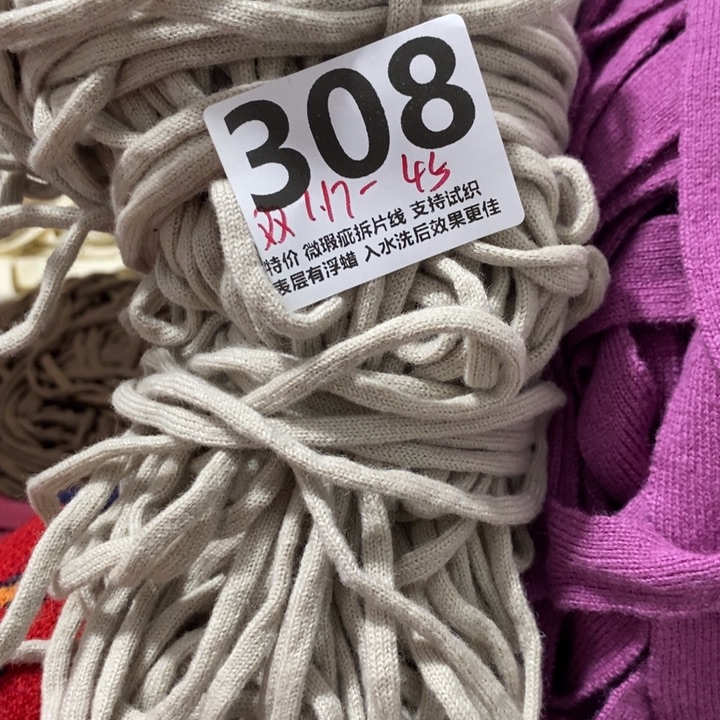 308
双 1.17- 45
特价 微瑕疵拆片线 支持试织
表层有浮蜡 入水洗后效果更佳